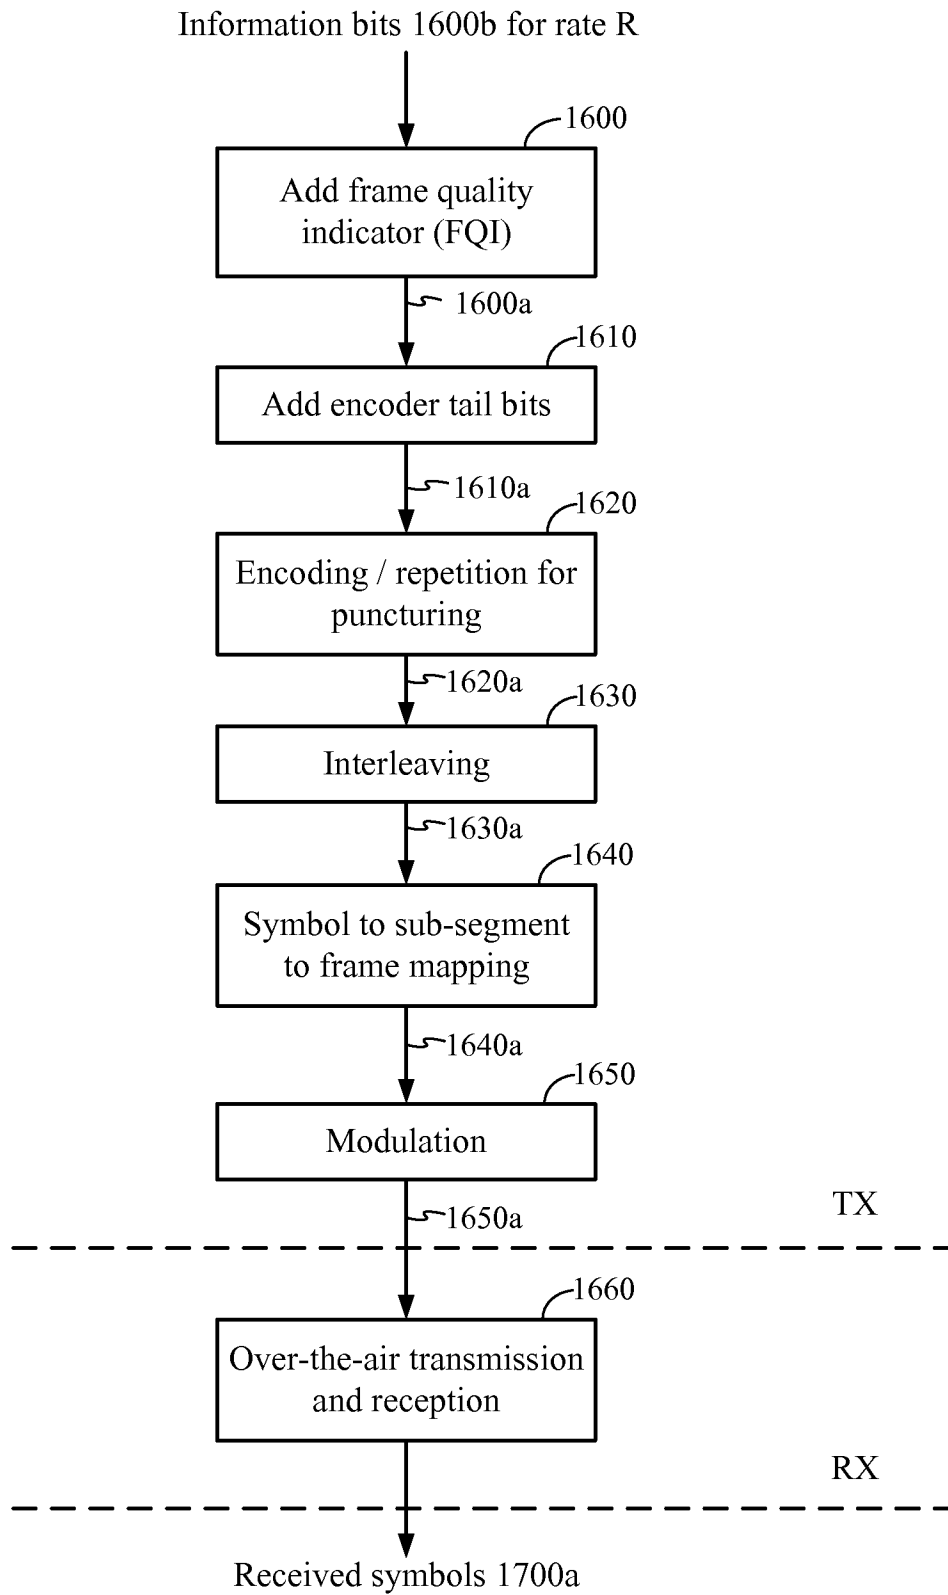 Information bits 1600b for rate R
1600
Add frame quality
indicator (FQI)
1600a
1610
Add encoder tail bits
1610a
1620
Encoding / repetition for
puncturing
1620a
1630
Interleaving
1630a
1640
Symbol to sub-segment
to frame mapping
1640a
1650
Modulation
1650a
TX
1660
Over-the-air transmission
and reception
RX
Received symbols 1700a